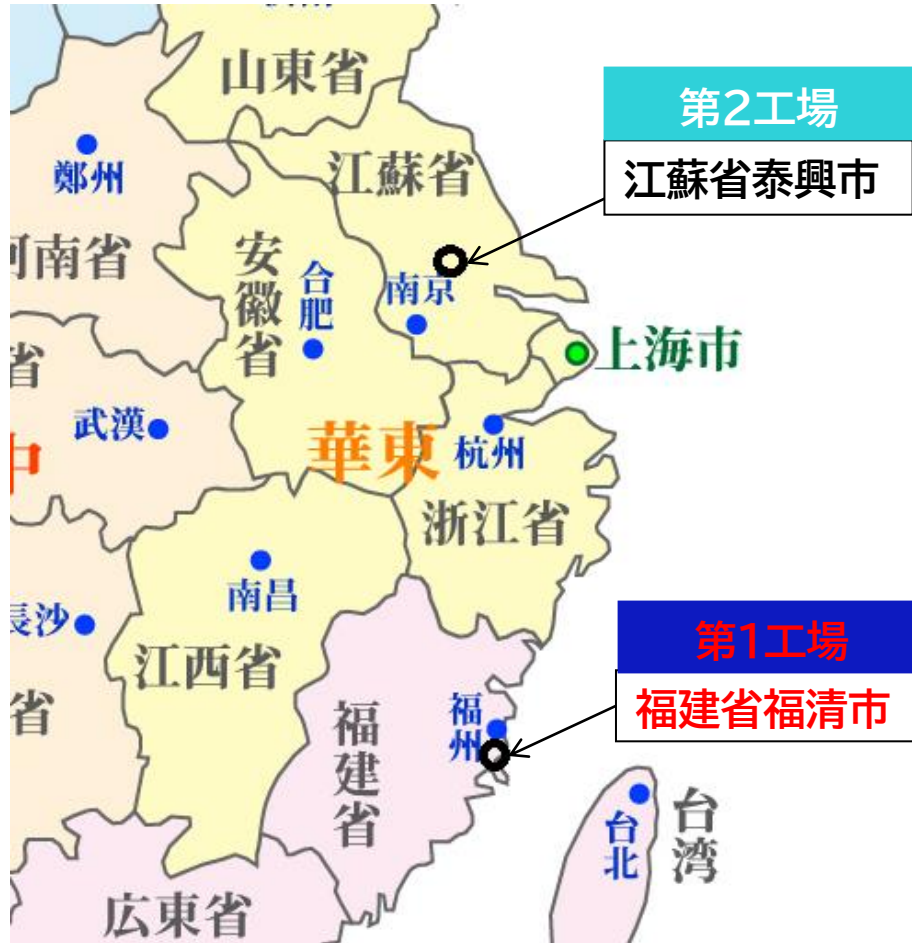 山東省
第2工場
江蘇省泰興市
鄭州
江蘇省
河南省
安徽省
合肥
南京
上海市
省
武漢
華東
杭州
中
浙江省
南昌
長沙
江西省
第1工場
福建省福清市
省
福州
福建省
台北
台湾
広東省